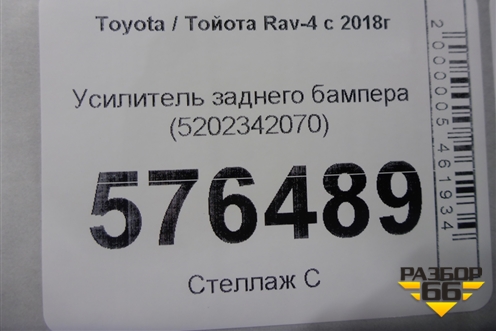 Toyota / Тойота Rav-4 с 2018г
Усилитель заднего бампера
(5202342070)
576489
Стеллаж С
2000005461934
РАЗБОР
66